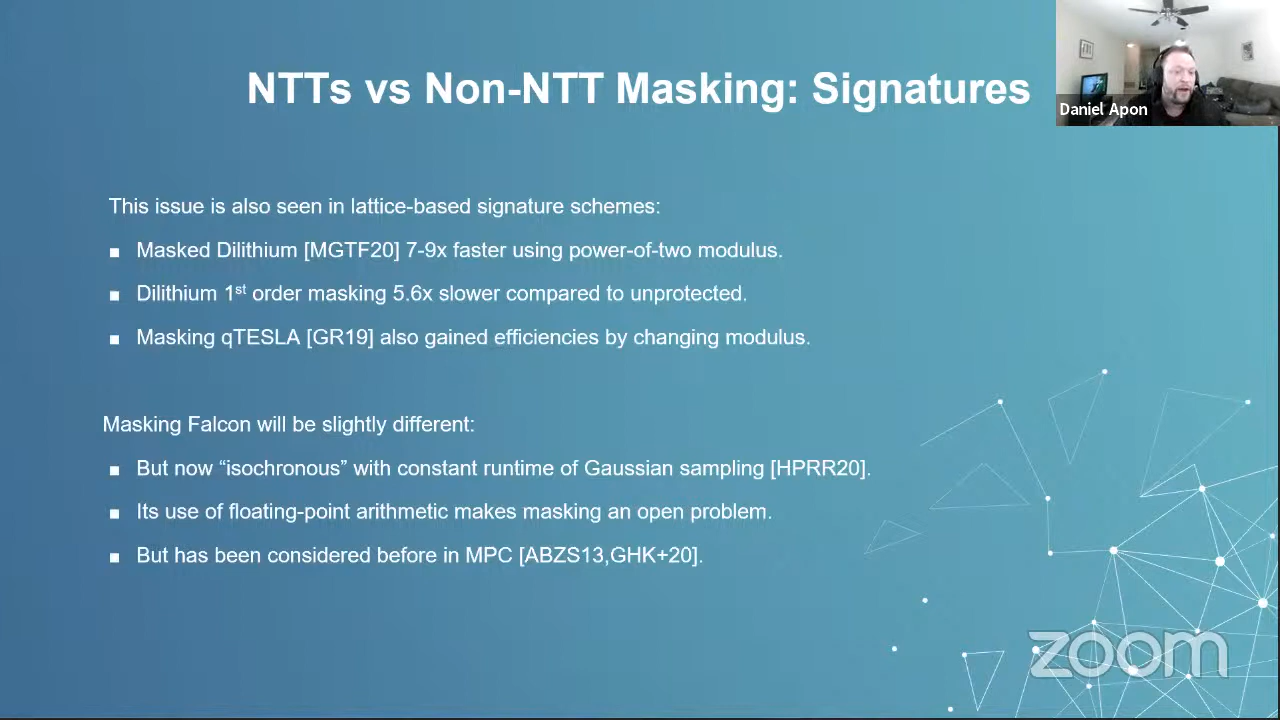 NTTs vs Non-NTT Masking: Signatures
Daniel Apon
This issue is also seen in lattice-based signature schemes:
■ Masked Dilithium [MGTF20] 7-9x faster using power-of-two modulus.
■ Dilithium 1st order masking 5.6x slower compared to unprotected.
■ Masking qTESLA [GR19] also gained efficiencies by changing modulus.
Masking Falcon will be slightly different:
■ But now “isochronous” with constant runtime of Gaussian sampling [HPRR20].
■ Its use of floating-point arithmetic makes masking an open problem.
■ But has been considered before in MPC [ABZS13,GHK+20].
zoom